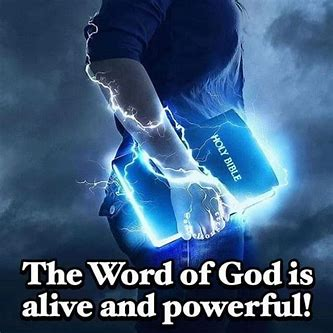 HOLY BIBLE
The Word of God is
alive and powerful!